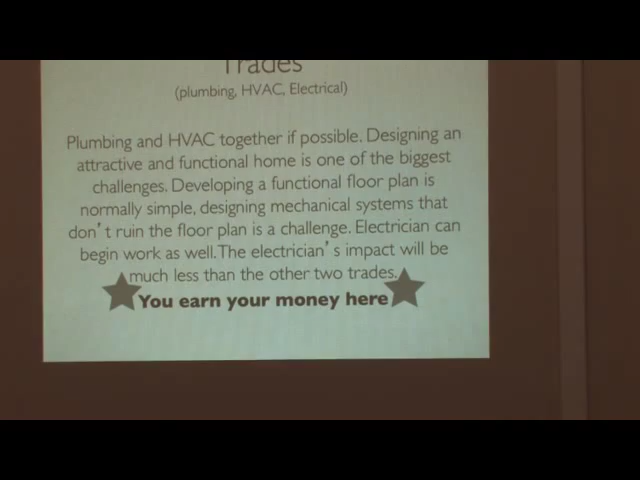 Trades
(plumbing, HVAC, Electrical)
Plumbing and HVAC together if possible. Designing an
attractive and functional home is one of the biggest
challenges. Developing a functional floor plan is
normally simple, designing mechanical systems that
don't ruin the floor plan is a challenge. Electrician can
begin work as well. The electrician's impact will be
much less than the other two trades.
You earn your money here